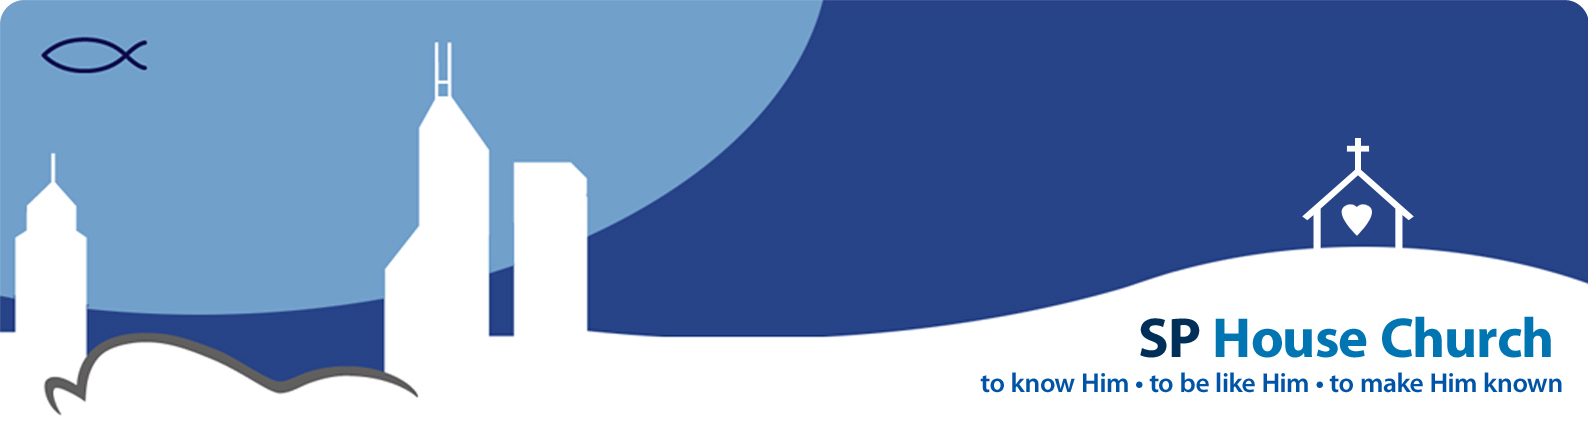 SP House Church
to know Him • to be like Him • to make Him known